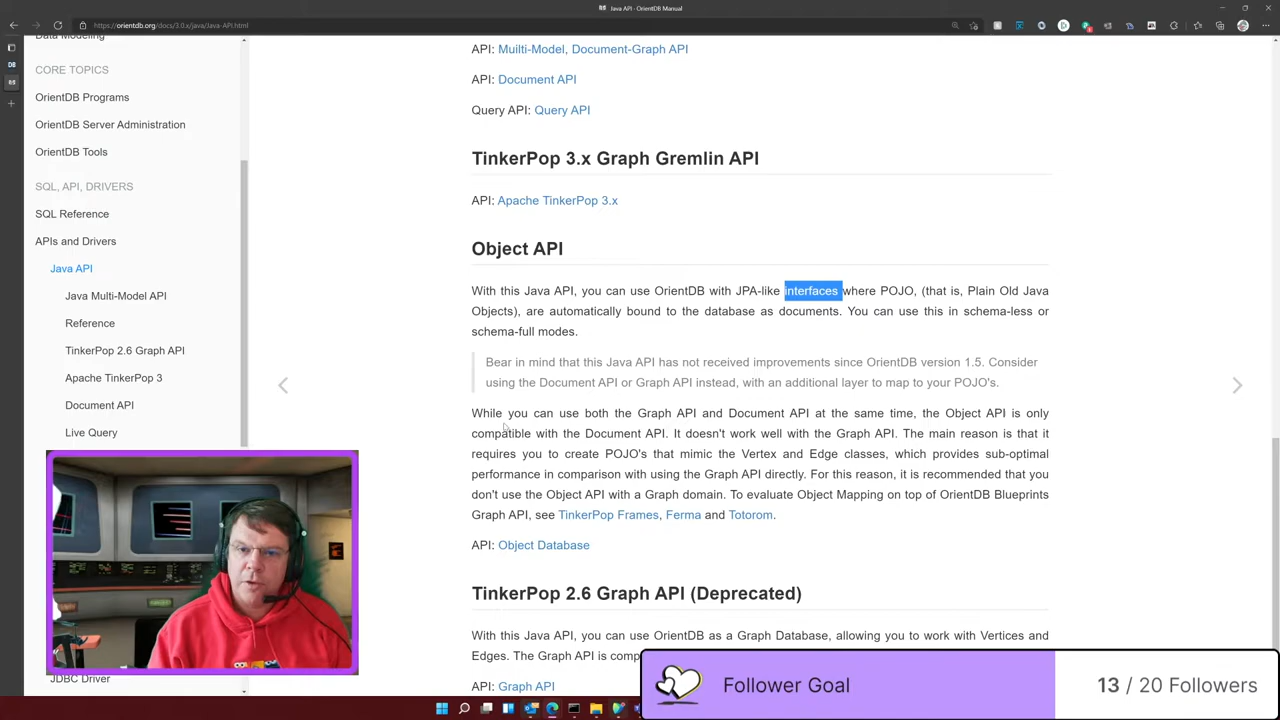 Java API - OrientDB Manual
https://orientdb.org/docs/3.0.x/java/Java-API.html
Data Modeling
CORE TOPICS
OrientDB Programs
OrientDB Server Administration
OrientDB Tools
SQL, API, DRIVERS
SQL Reference
APIs and Drivers
Java API
Java Multi-Model API
Reference
TinkerPop 2.6 Graph API
Apache TinkerPop 3
Document API
Live Query
JDBC Driver
API: Muilti-Model, Document-Graph API
API: Document API
Query API: Query API
TinkerPop 3.x Graph Gremlin API
API: Apache TinkerPop 3.x
Object API
With this Java API, you can use OrientDB with JPA-like interfaces where POJO, (that is, Plain Old Java
Objects), are automatically bound to the database as documents. You can use this in schema-less or
schema-full modes.
Bear in mind that this Java API has not received improvements since OrientDB version 1.5. Consider
using the Document API or Graph API instead, with an additional layer to map to your POJO's.
While you can use both the Graph API and Document API at the same time, the Object API is only
compatible with the Document API. It doesn't work well with the Graph API. The main reason is that it
requires you to create POJO's that mimic the Vertex and Edge classes, which provides sub-optimal
performance in comparison with using the Graph API directly. For this reason, it is recommended that you
don't use the Object API with a Graph domain. To evaluate Object Mapping on top of OrientDB Blueprints
Graph API, see TinkerPop Frames, Ferma and Totorom.
API: Object Database
TinkerPop 2.6 Graph API (Deprecated)
With this Java API, you can use OrientDB as a Graph Database, allowing you to work with Vertices and
Edges. The Graph API is comp
API: Graph API
Follower Goal
13 / 20 Followers